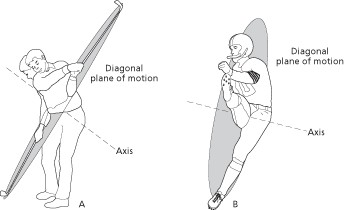 Diagonal
plane of motion
Axis
A
Diagonal
plane of motion
Axis
B